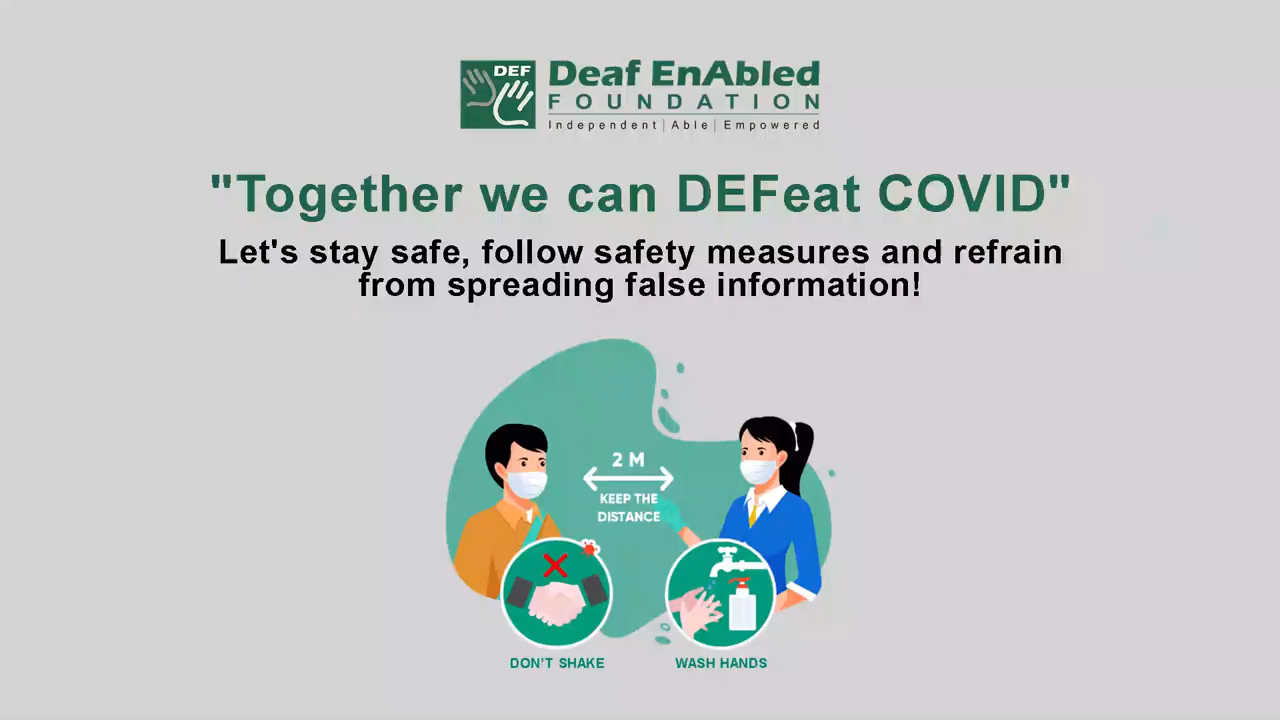 DEF
Deaf EnAbled
FOUNDATION
Independent | Able | Empowered
"Together we can DEFeat COVID"
Let's stay safe, follow safety measures and refrain
from spreading false information!
2 M
KEEP THE
DISTANCE
DON'T SHAKE
WASH HANDS